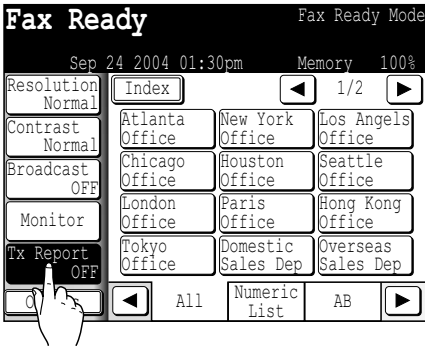 Fax Ready
Fax Ready Mode
Sep 24 2004 01:30pm
Memory 100%
Resolution
Normal
Index
1/2
Contrast
Normal
Atlanta
Office
New York
Office
Los Angels
Office
Broadcast
OFF
Chicago
Office
Houston
Office
Seattle
Office
Monitor
London
Office
Paris
Office
Hong Kong
Office
Tx Report
OFF
Tokyo
Office
Domestic
Sales Dep
Overseas
Sales Dep
All
Numeric
List
AB